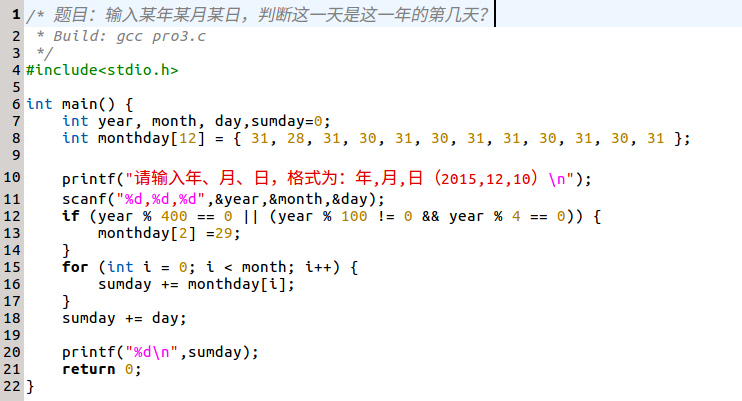 1 /* 题目：输入某年某月某日，判断这一天是这一年的第几天？
2  * Build: gcc pro3.c
3  */
4 #include<stdio.h>
5
6 int main() {
7     int year, month, day,sumday=0;
8     int monthday[12] = { 31, 28, 31, 30, 31, 30, 31, 31, 30, 31, 30, 31 };
9
10     printf("请输入年、月、日，格式为：年,月,日（2015,12,10）\n");
11     scanf("%d,%d,%d",&year,&month,&day);
12     if (year % 400 == 0 || (year % 100 != 0 && year % 4 == 0)) {
13         monthday[2] =29;
14     }
15     for (int i = 0; i < month; i++) {
16         sumday += monthday[i];
17     }
18     sumday += day;
19
20     printf("%d\n",sumday);
21     return 0;
22 }